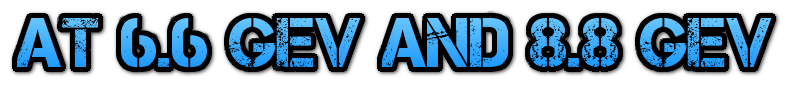 AT 6.6 GEV AND 8.8 GEV